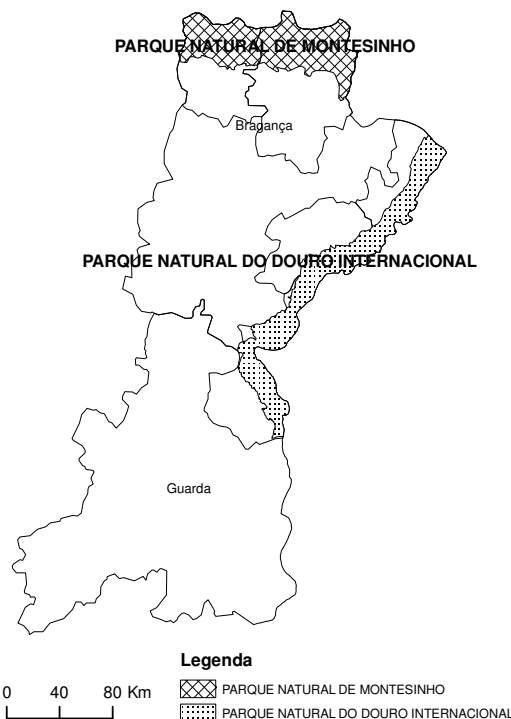 PARQUE NATURAL DE MONTESINHO
Bragança
PARQUE NATURAL DO DOURO INTERNACIONAL
Guarda
Legenda
0 40 80 Km
PARQUE NATURAL DE MONTESINHO
PARQUE NATURAL DO DOURO INTERNACIONAL